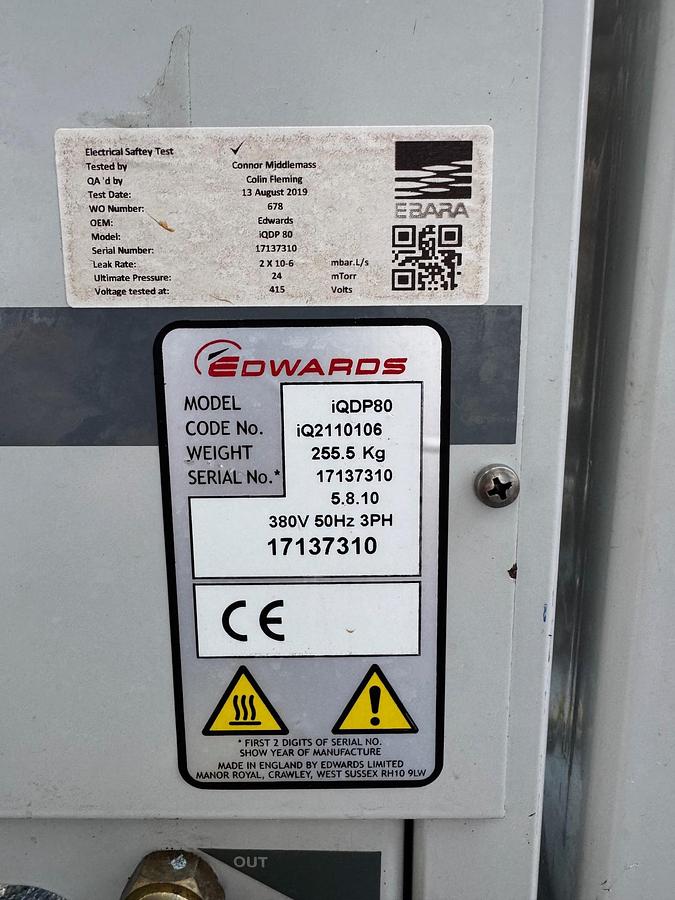 Electrical Saftey Test ✓
Tested by Connor Middlemass
QA 'd by Colin Fleming
Test Date: 13 August 2019
WO Number: 678
OEM: Edwards
Model: iQDP 80
Serial Number: 17137310
Leak Rate: 2 X 10-6 mbar.L/s
Ultimate Pressure: 24 mTorr
Voltage tested at: 415 Volts
EBARA
EDWARDS
MODEL iQDP80
CODE No. iQ2110106
WEIGHT 255.5 Kg
SERIAL No.* 17137310
5.8.10
380V 50Hz 3PH
17137310
CE
* FIRST 2 DIGITS OF SERIAL NO.
SHOW YEAR OF MANUFACTURE
MADE IN ENGLAND BY EDWARDS LIMITED
MANOR ROYAL, CRAWLEY, WEST SUSSEX RH10 9LW
OUT